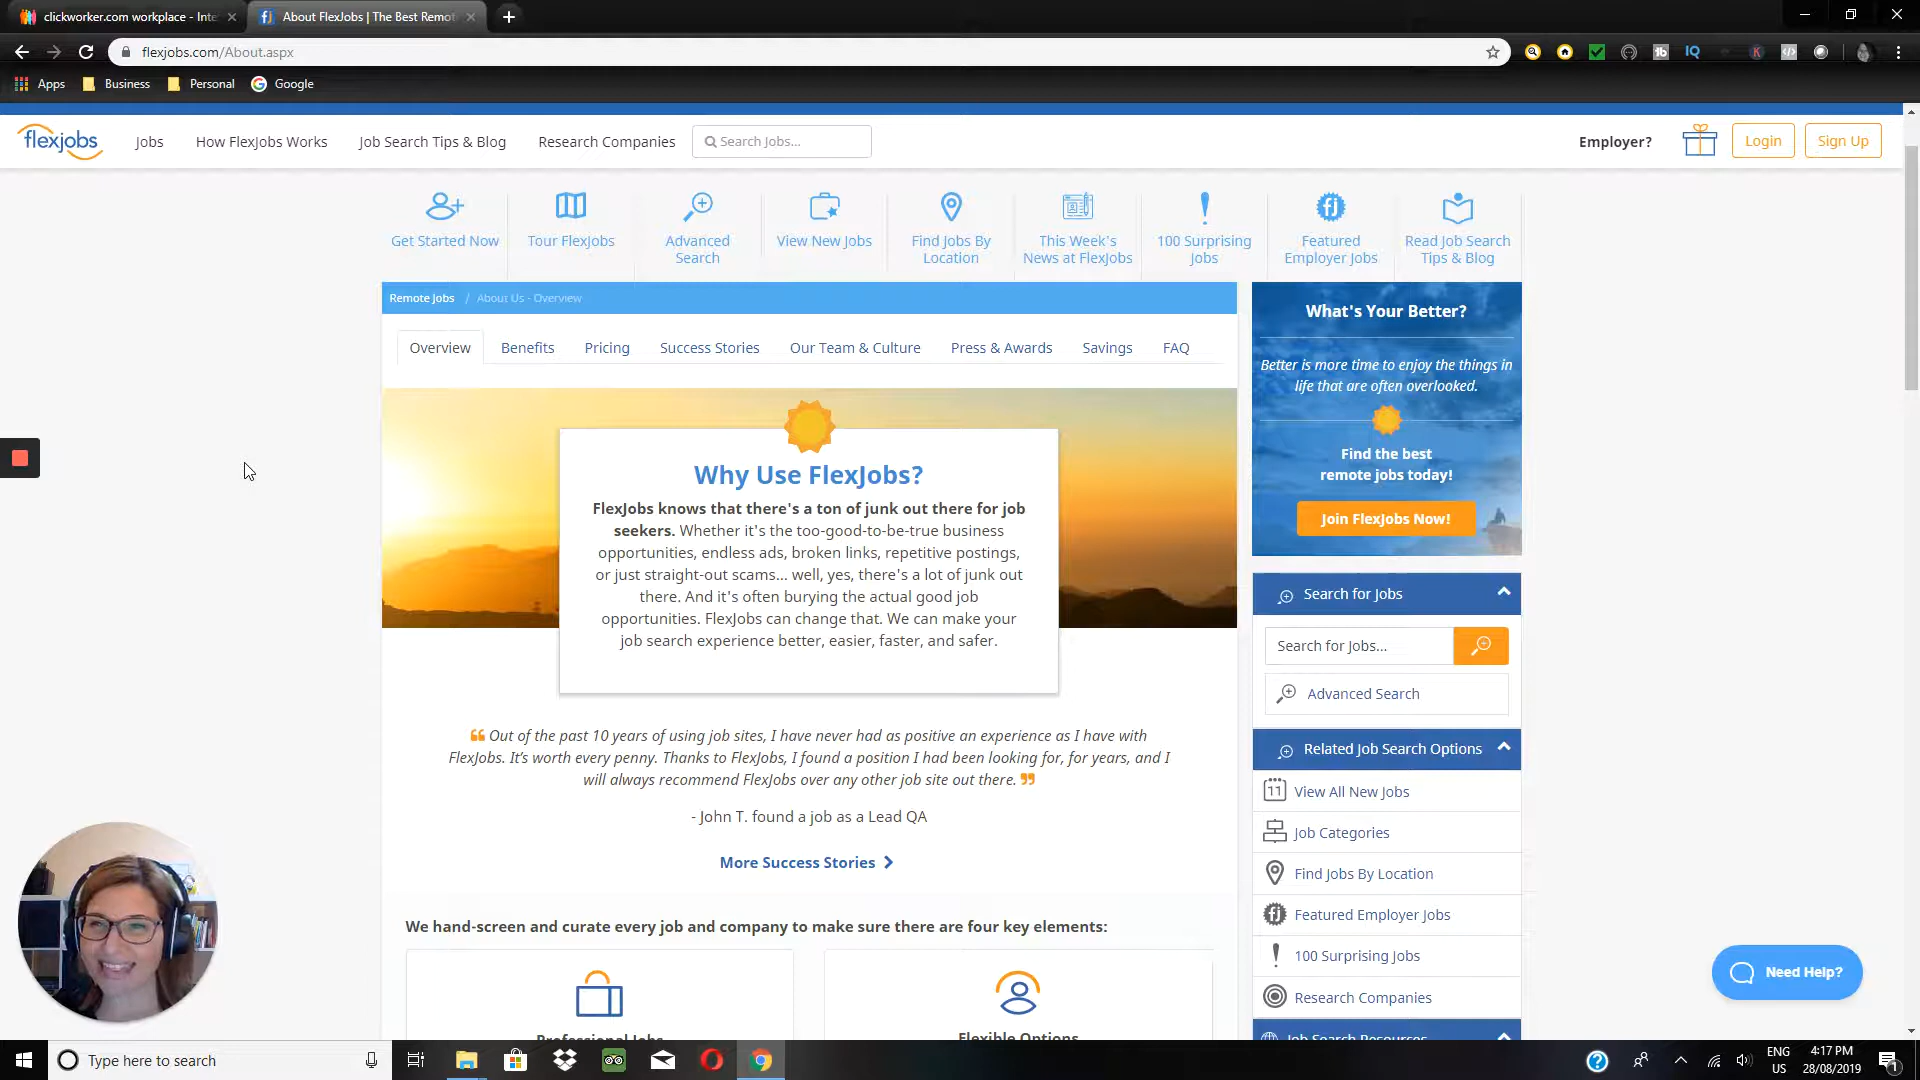 clickworker.com workplace - Inte
About FlexJobs | The Best Remot
flexjobs.com/About.aspx
Apps Business Personal Google
flexjobs Jobs How FlexJobs Works Job Search Tips & Blog Research Companies Search Jobs... Employer? Login Sign Up
Get Started Now
Tour FlexJobs
Advanced
Search
View New Jobs
Find Jobs By
Location
This Week's
News at FlexJobs
100 Surprising
Jobs
Featured
Employer Jobs
Read Job Search
Tips & Blog
Remote Jobs / About Us - Overview
Overview Benefits Pricing Success Stories Our Team & Culture Press & Awards Savings FAQ
Why Use FlexJobs?
FlexJobs knows that there's a ton of junk out there for job
seekers. Whether it's the too-good-to-be-true business
opportunities, endless ads, broken links, repetitive postings,
or just straight-out scams... well, yes, there's a lot of junk out
there. And it's often burying the actual good job
opportunities. FlexJobs can change that. We can make your
job search experience better, easier, faster, and safer.
❝ Out of the past 10 years of using job sites, I have never had as positive an experience as I have with
FlexJobs. It's worth every penny. Thanks to FlexJobs, I found a position I had been looking for, for years, and I
will always recommend FlexJobs over any other job site out there. ❞
- John T. found a job as a Lead QA
More Success Stories
We hand-screen and curate every job and company to make sure there are four key elements:
Professional Jobs
Flexible Options
What's Your Better?
Better is more time to enjoy the things in
life that are often overlooked.
Find the best
remote jobs today!
Join FlexJobs Now!
Search for Jobs
Search for Jobs...
Advanced Search
Related Job Search Options
11 View All New Jobs
Job Categories
Find Jobs By Location
fj Featured Employer Jobs
100 Surprising Jobs
Research Companies
Job Search Resources
Need Help?
Type here to search
ENG
US
4:17 PM
28/08/2019
1